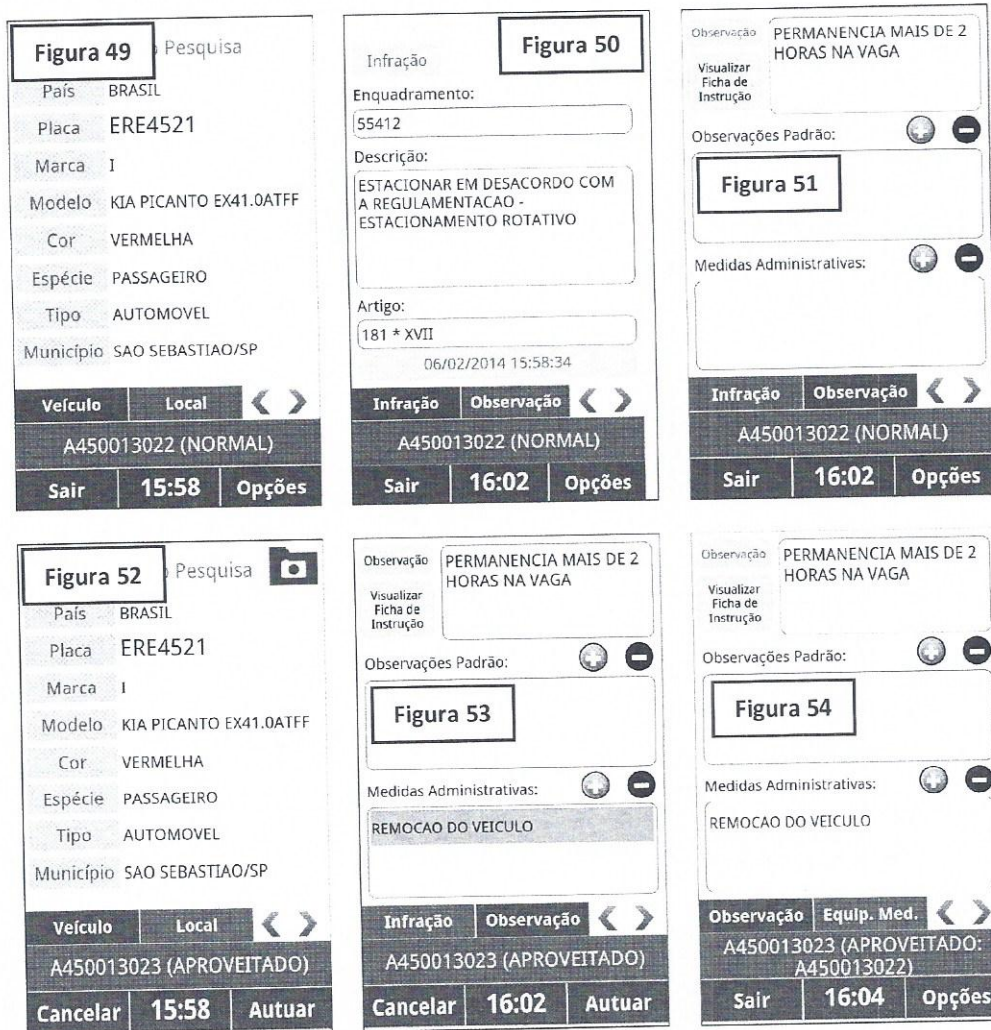 Figura 49
Pesquisa
País BRASIL
Placa ERE4521
Marca I
Modelo KIA PICANTO EX41.0ATFF
Cor VERMELHA
Espécie PASSAGEIRO
Tipo AUTOMOVEL
Município SAO SEBASTIAO/SP
Veículo Local
A450013022 (NORMAL)
Sair 15:58 Opções
Figura 50
Infração
Enquadramento:
55412
Descrição:
ESTACIONAR EM DESACORDO COM
A REGULAMENTACAO -
ESTACIONAMENTO ROTATIVO
Artigo:
181 * XVII
06/02/2014 15:58:34
Infração Observação
A450013022 (NORMAL)
Sair 16:02 Opções
Observação PERMANENCIA MAIS DE 2
HORAS NA VAGA
Visualizar
Ficha de
Instrução
Observações Padrão:
Figura 51
Medidas Administrativas:
Infração Observação
A450013022 (NORMAL)
Sair 16:02 Opções
Figura 52
Pesquisa
País BRASIL
Placa ERE4521
Marca I
Modelo KIA PICANTO EX41.0ATFF
Cor VERMELHA
Espécie PASSAGEIRO
Tipo AUTOMOVEL
Município SAO SEBASTIAO/SP
Veículo Local
A450013023 (APROVEITADO)
Cancelar 15:58 Autuar
Observação PERMANENCIA MAIS DE 2
HORAS NA VAGA
Visualizar
Ficha de
Instrução
Observações Padrão:
Figura 53
Medidas Administrativas:
REMOCAO DO VEICULO
Infração Observação
A450013023 (APROVEITADO)
Cancelar 16:02 Autuar
Observação PERMANENCIA MAIS DE 2
HORAS NA VAGA
Visualizar
Ficha de
Instrução
Observações Padrão:
Figura 54
Medidas Administrativas:
REMOCAO DO VEICULO
Observação Equip. Med.
A450013023 (APROVEITADO:
A450013022)
Sair 16:04 Opções